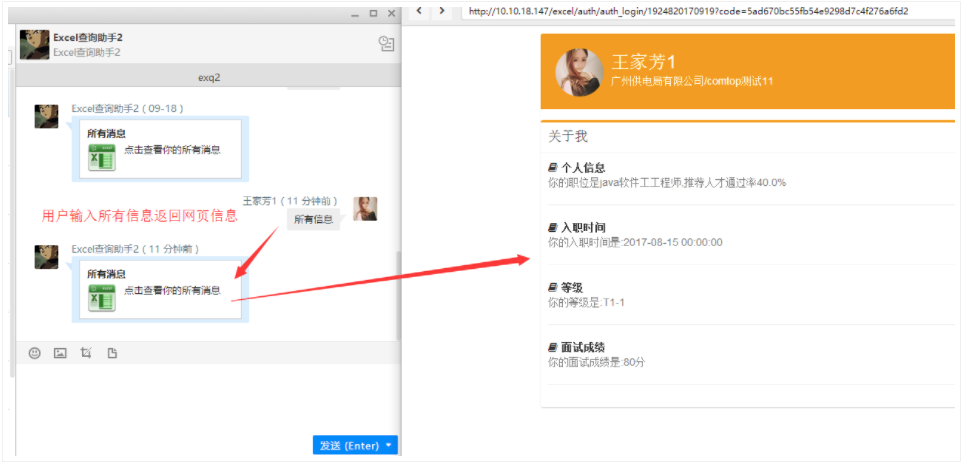 Excel查询助手2
Excel查询助手2
exq2
Excel查询助手2 ( 09-18 )
所有消息
点击查看你的所有消息
王家芳1 ( 11 分钟前 )
所有信息
用户输入所有信息返回网页信息
Excel查询助手2 ( 11 分钟前 )
所有消息
点击查看你的所有消息
发送 (Enter)
http://10.10.18.147/excel/auth/auth_login/1924820170919?code=5ad670bc55fb54e9298d7c4f276a6fd2
王家芳1
广州供电局有限公司/comtop测试11
关于我
个人信息
你的职位是java软件工工程师,推荐人才通过率40.0%
入职时间
你的入职时间是:2017-08-15 00:00:00
等级
你的等级是:T1-1
面试成绩
你的面试成绩是:80分